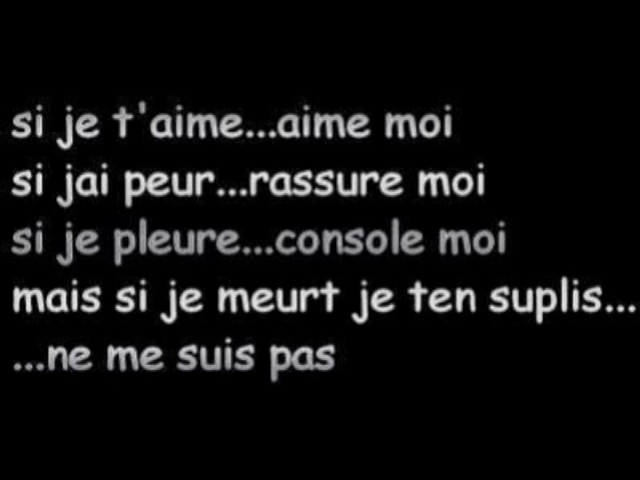 si je t'aime...aime moi
si jai peur...rassure moi
si je pleure...console moi
mais si je meurt je ten suplis...
...ne me suis pas